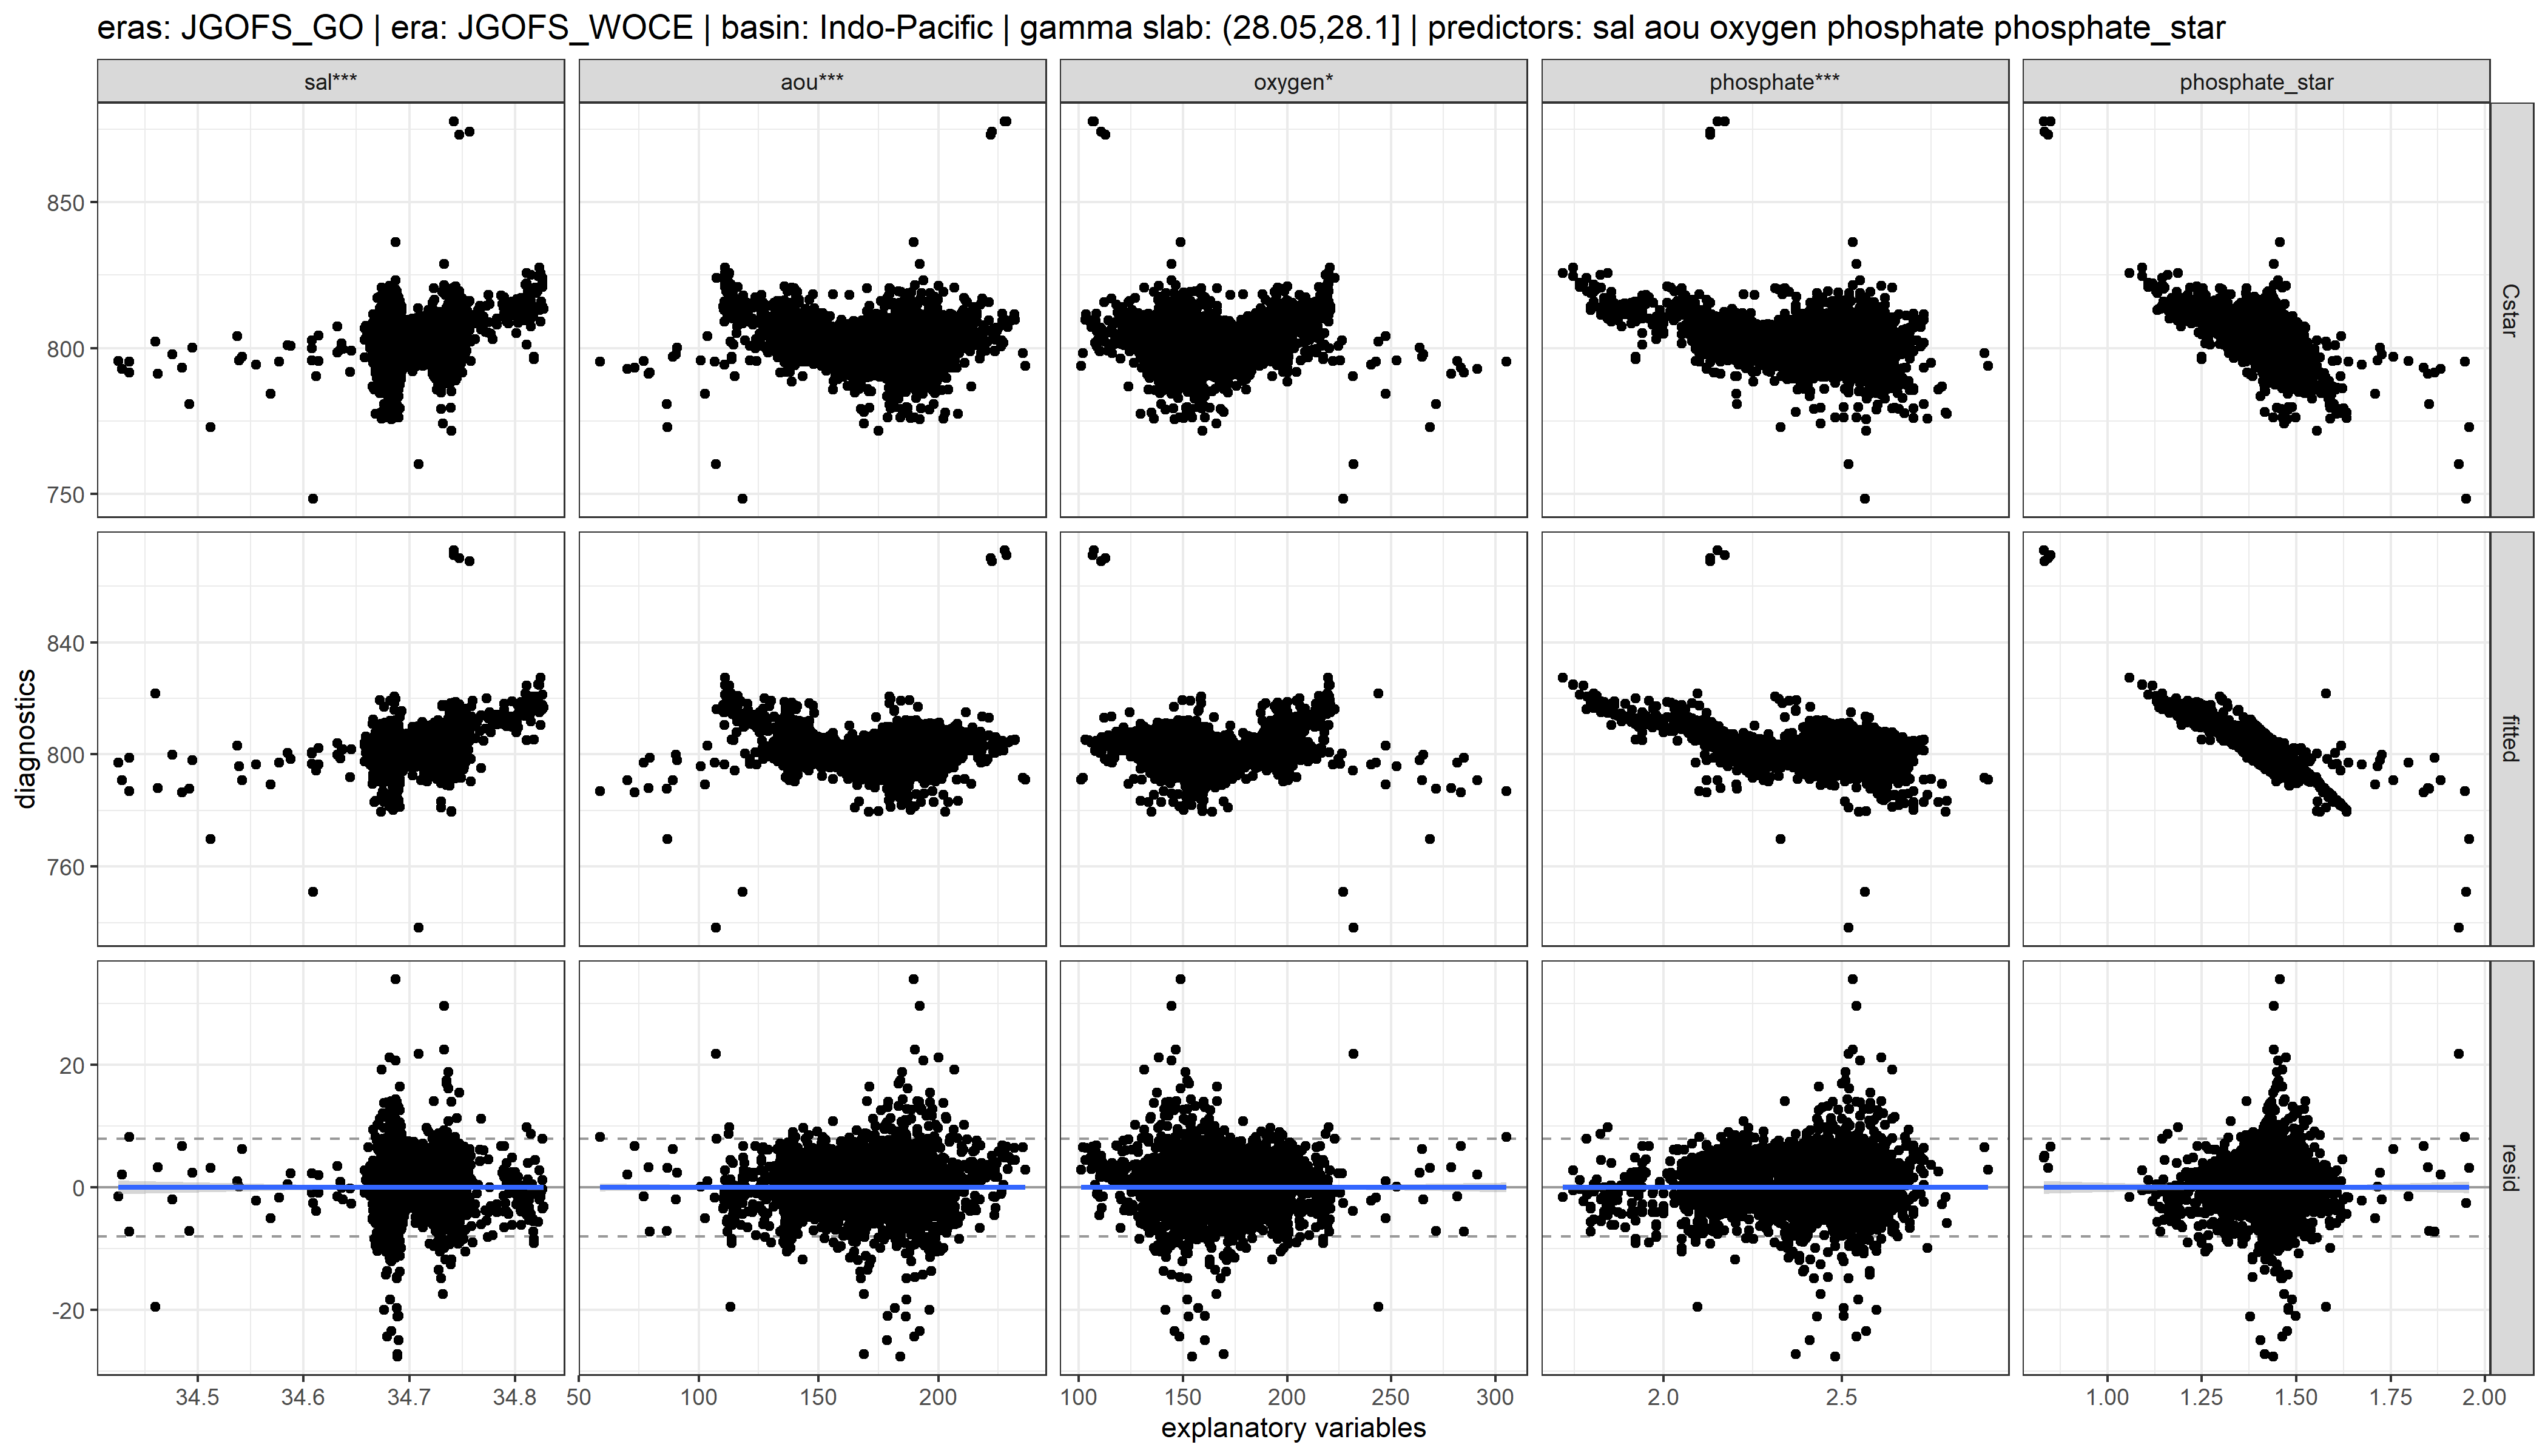 eras: JGOFS_GO | era: JGOFS_WOCE | basin: Indo-Pacific | gamma slab: (28.05,28.1] | predictors: sal aou oxygen phosphate phosphate_star
sal*** aou*** oxygen* phosphate*** phosphate_star
850
800
750
Cstar
840
800
760
fitted
diagnostics
20
0
-20
resid
34.5 34.6 34.7 34.8 50 100 150 200 100 150 200 250 300 2.0 2.5 1.00 1.25 1.50 1.75 2.00
explanatory variables